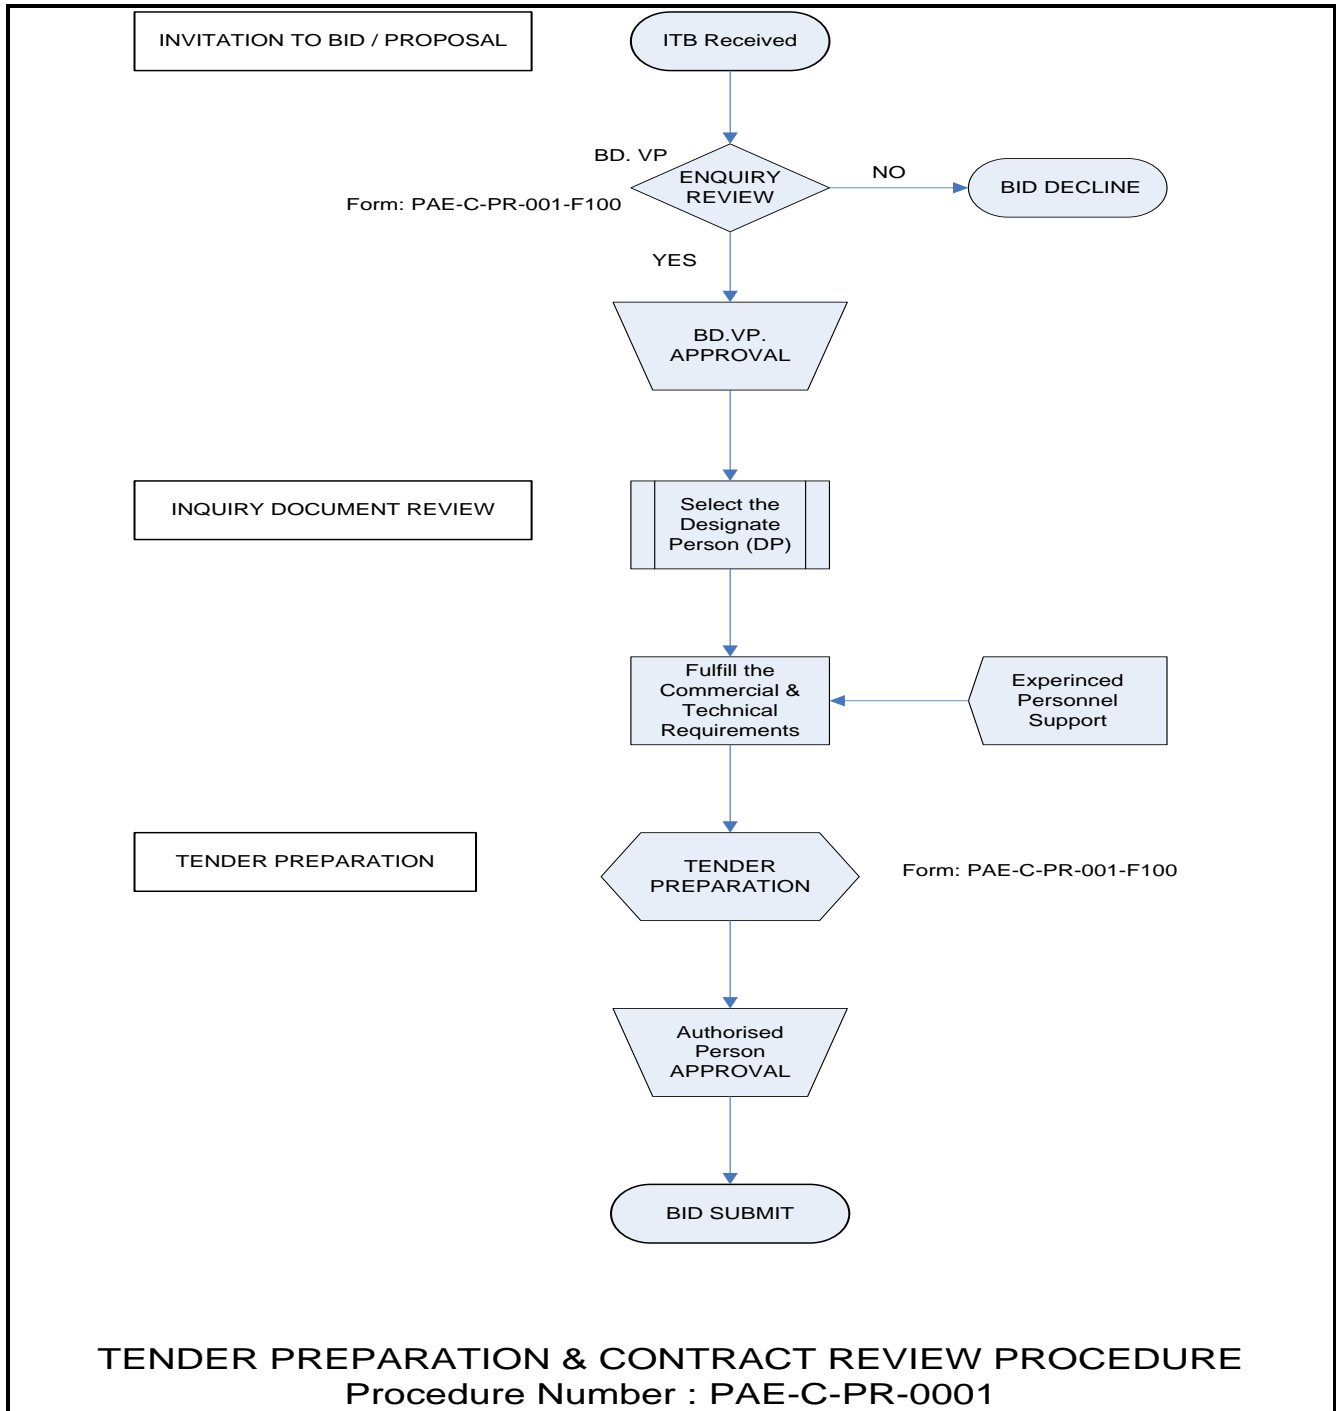 INVITATION TO BID / PROPOSAL
ITB Received
BD. VP
ENQUIRY
REVIEW
NO
BID DECLINE
Form: PAE-C-PR-001-F100
YES
BD.VP.
APPROVAL
INQUIRY DOCUMENT REVIEW
Select the
Designate
Person (DP)
Fulfill the
Commercial &
Technical
Requirements
Experinced
Personnel
Support
TENDER PREPARATION
TENDER
PREPARATION
Form: PAE-C-PR-001-F100
Authorised
Person
APPROVAL
BID SUBMIT
TENDER PREPARATION & CONTRACT REVIEW PROCEDURE
Procedure Number : PAE-C-PR-0001